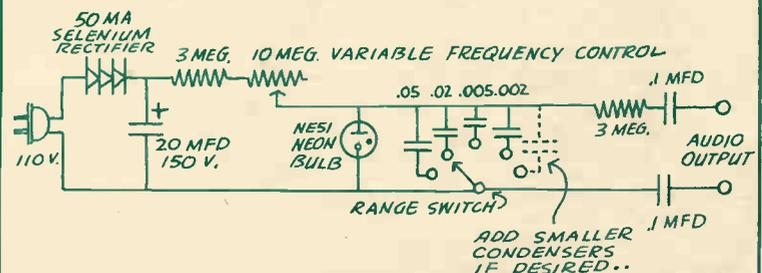 50 MA
SELENIUM
RECTIFIER
3 MEG. 10 MEG. VARIABLE FREQUENCY CONTROL
.05 .02 .005 .002
.1 MFD
+
110 V.
20 MFD
150 V.
NE51
NEON
BULB
3 MEG.
AUDIO
OUTPUT
RANGE SWITCH
.1 MFD
ADD SMALLER
CONDENSERS
IF DESIRED..